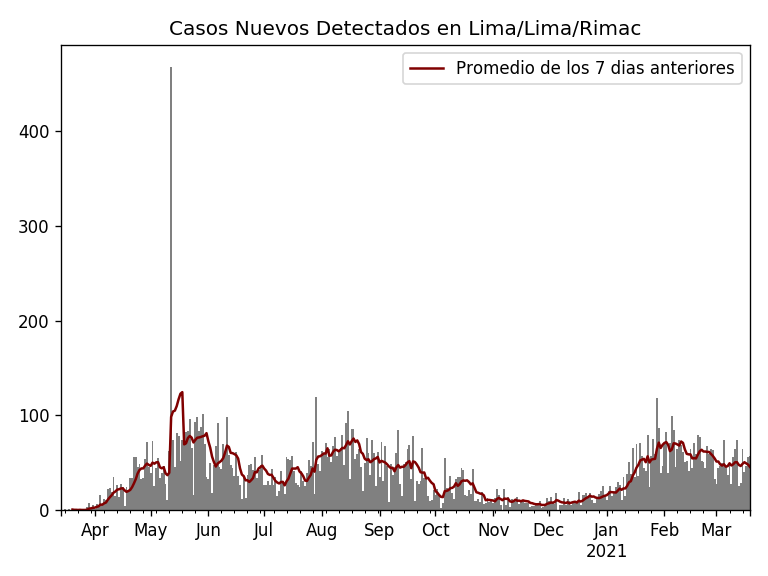 Casos Nuevos Detectados en Lima/Lima/Rimac
Promedio de los 7 dias anteriores
400
300
200
100
0
Apr May Jun Jul Aug Sep Oct Nov Dec Jan Feb Mar
2021